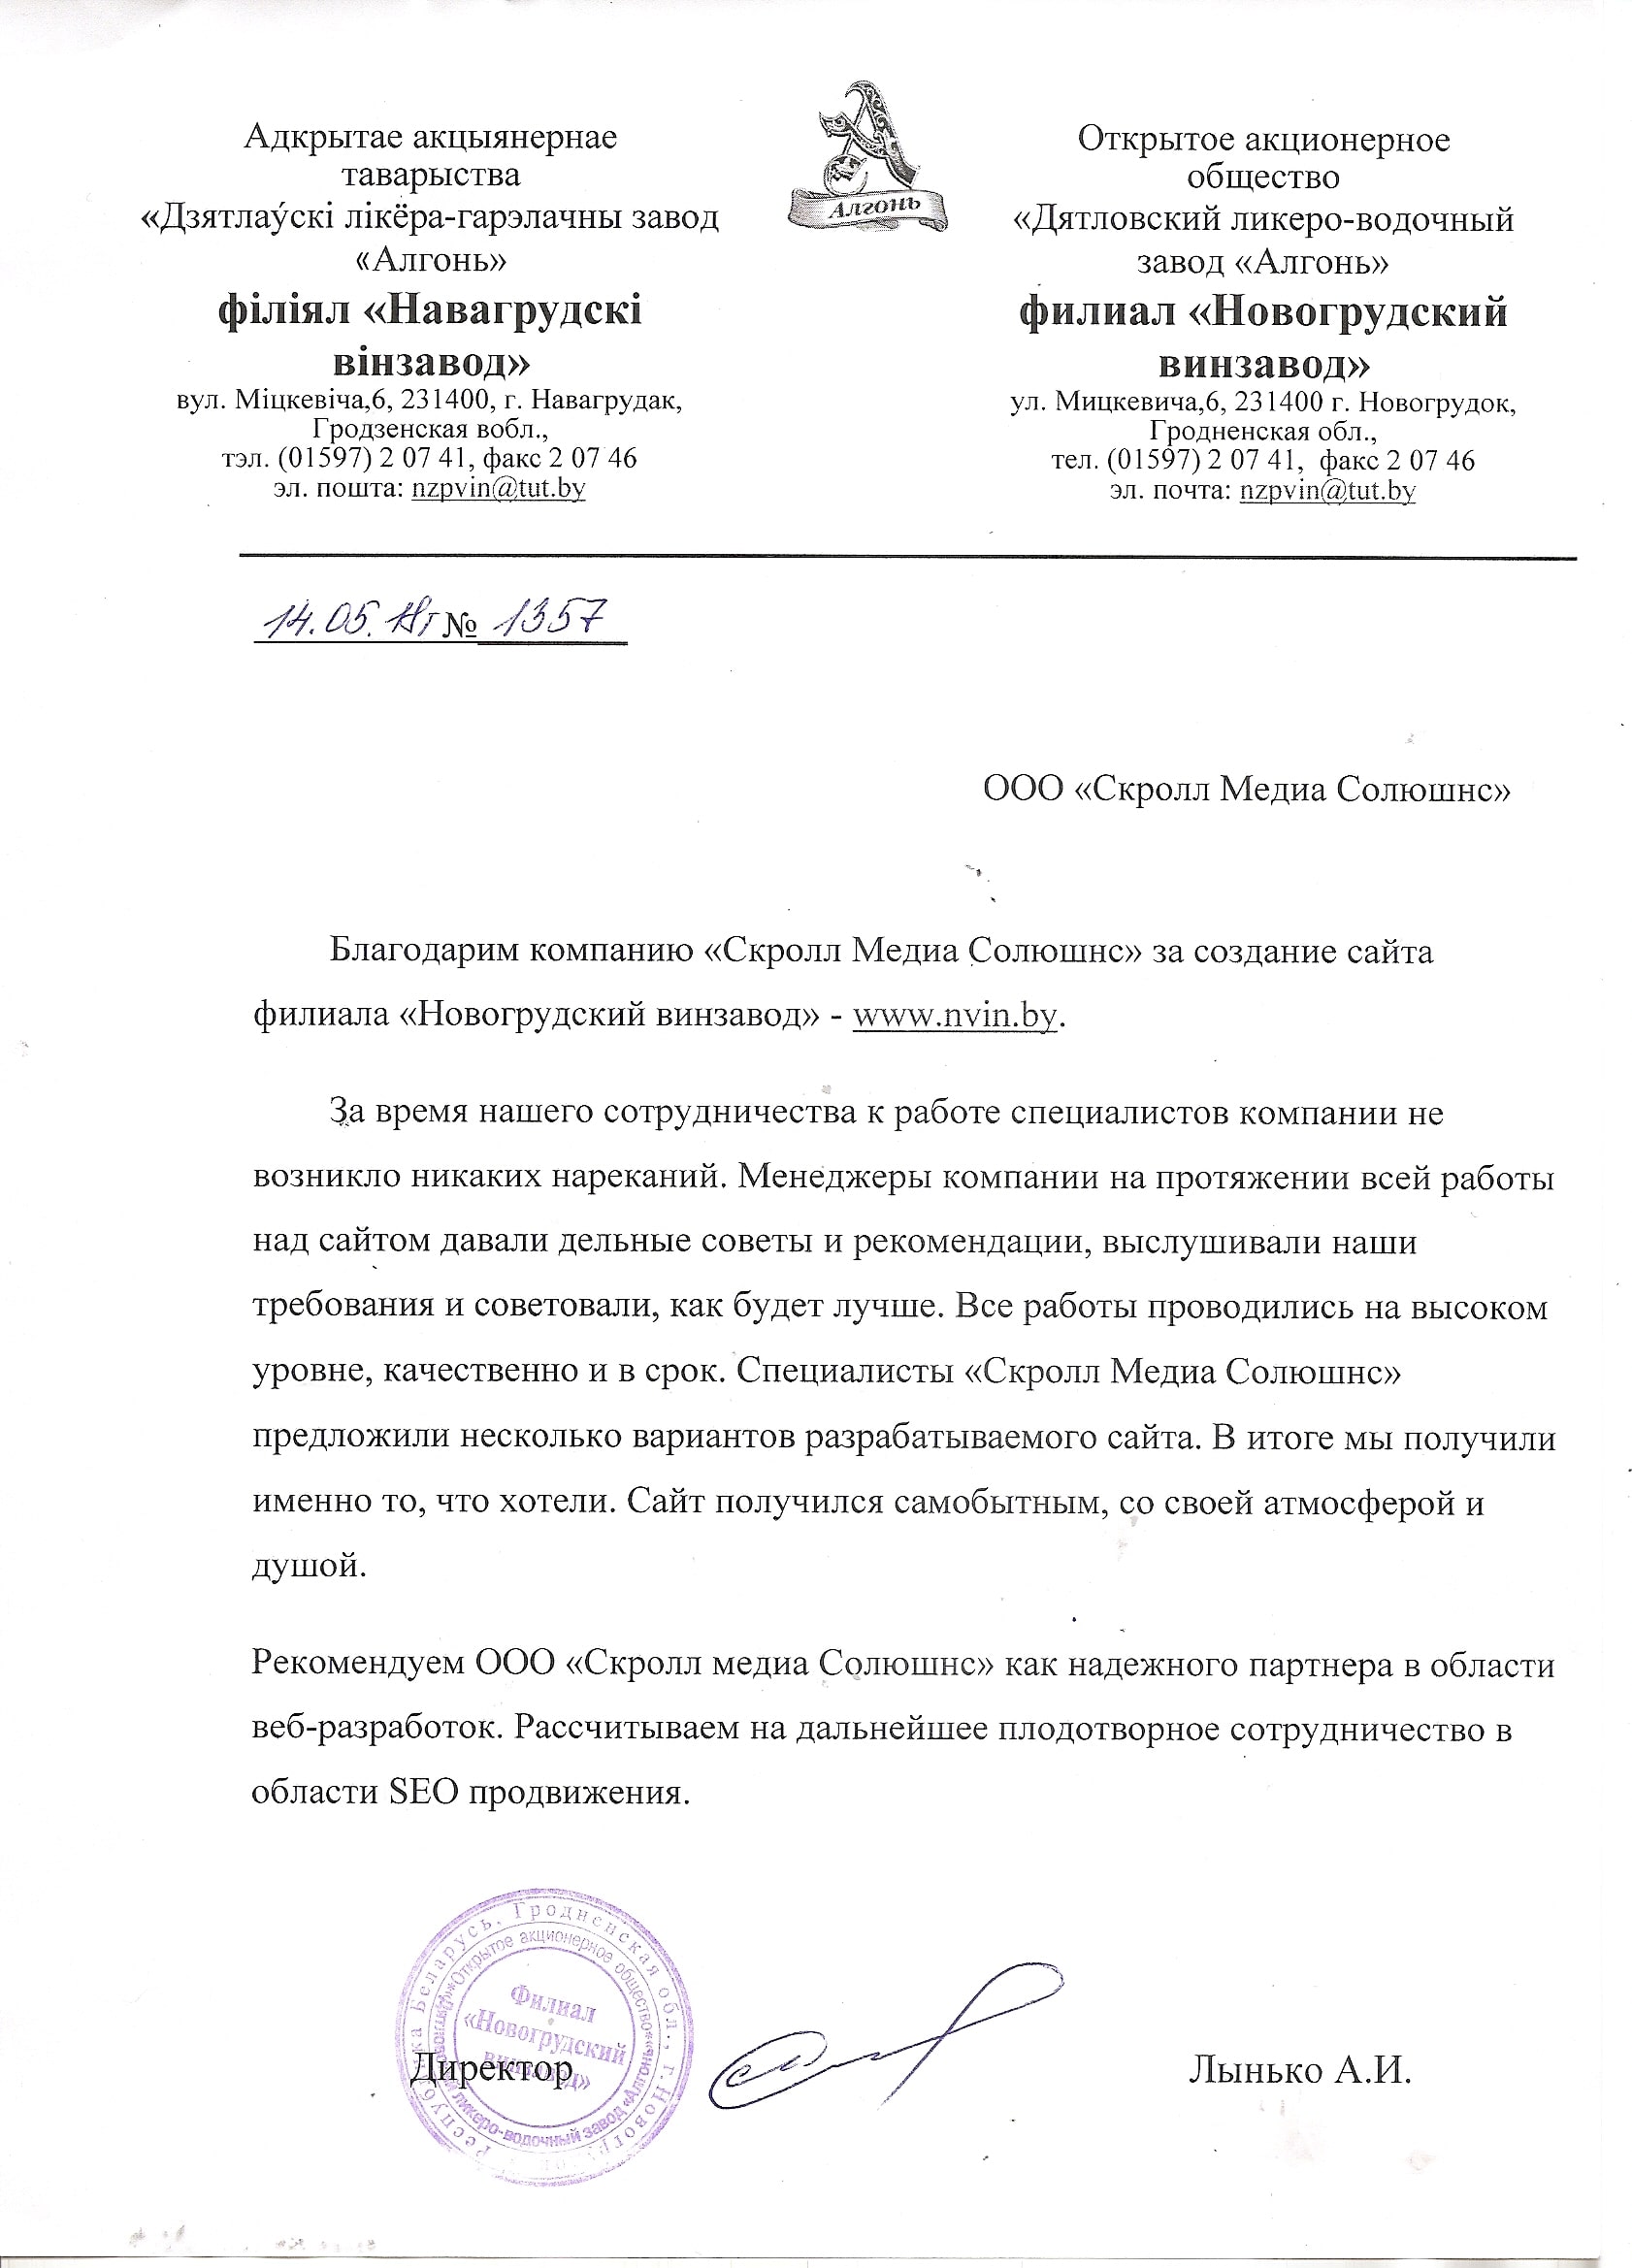 Адкрытае акцыянернае
таварыства
«Дзятлаўскі лікёра-гарэлачны завод
«Алгонь»
філіял «Навагрудскі
вінзавод»
вул. Міцкевіча,6, 231400, г. Навагрудак,
Гродзенская вобл.,
тэл. (01597) 2 07 41, факс 2 07 46
эл. пошта: nzpvin@tut.by
Алгонь
Открытое акционерное
общество
«Дятловский ликеро-водочный
завод «Алгонь»
филиал «Новогрудский
винзавод»
ул. Мицкевича,6, 231400 г. Новогрудок,
Гродненская обл.,
тел. (01597) 2 07 41, факс 2 07 46
эл. почта: nzpvin@tut.by
14.05.18г № 1357
ООО «Скролл Медиа Солюшнс»
Благодарим компанию «Скролл Медиа Солюшнс» за создание сайта
филиала «Новогрудский винзавод» - www.nvin.by.
За время нашего сотрудничества к работе специалистов компании не
возникло никаких нареканий. Менеджеры компании на протяжении всей работы
над сайтом давали дельные советы и рекомендации, выслушивали наши
требования и советовали, как будет лучше. Все работы проводились на высоком
уровне, качественно и в срок. Специалисты «Скролл Медиа Солюшнс»
предложили несколько вариантов разрабатываемого сайта. В итоге мы получили
именно то, что хотели. Сайт получился самобытным, со своей атмосферой и
душой.
Рекомендуем ООО «Скролл медиа Солюшнс» как надежного партнера в области
веб-разработок. Рассчитываем на дальнейшее плодотворное сотрудничество в
области SEO продвижения.
Республика Беларусь, Гродненская обл., г.
Открытое акционерное общество
ликеро-водочный завод «Алгонь»
Филиал
«Новогрудский
винзавод»
Директор
Лынько А.И.